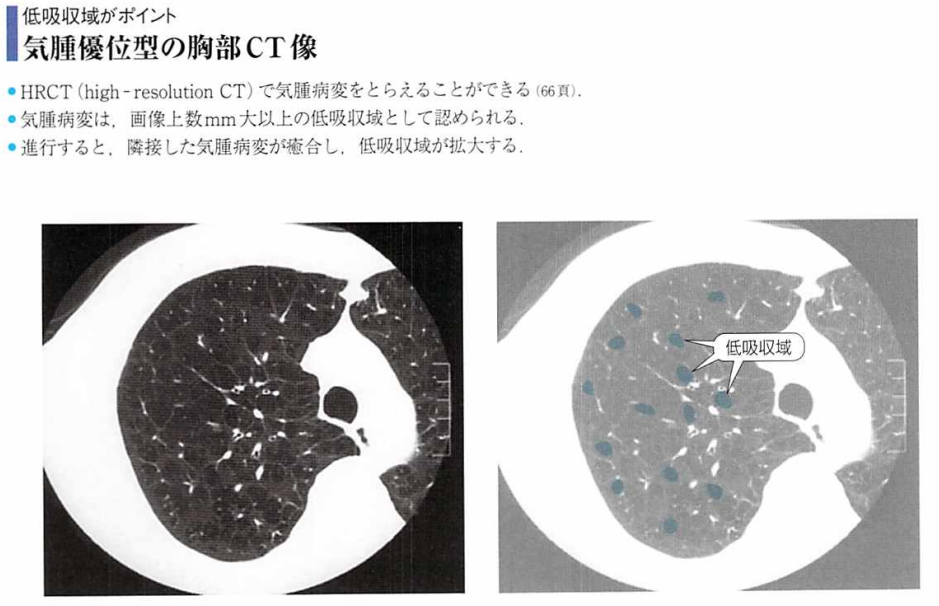 低吸収域がポイント
気腫優位型の胸部CT像
●HRCT(high-resolution CT)で気腫病変をとらえることができる(66頁).
●気腫病変は,画像上数mm大以上の低吸収域として認められる.
●進行すると,隣接した気腫病変が癒合し,低吸収域が拡大する.
低吸収域